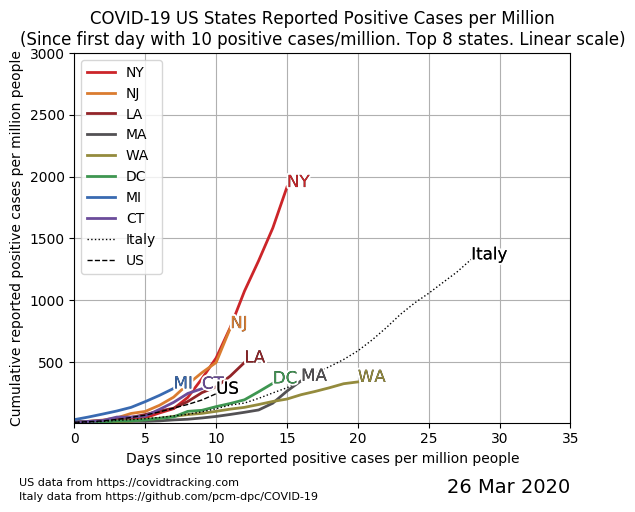 COVID-19 US States Reported Positive Cases per Million
(Since first day with 10 positive cases/million. Top 8 states. Linear scale)
Cumulative reported positive cases per million people
3000
2500
2000
1500
1000
500
NY
NJ
LA
MA
WA
DC
MI
CT
Italy
US
NY
Italy
NJ
LA
MI
CT
US
DC
MA
WA
0
5
10
15
20
25
30
35
Days since 10 reported positive cases per million people
US data from https://covidtracking.com
Italy data from https://github.com/pcm-dpc/COVID-19
26 Mar 2020